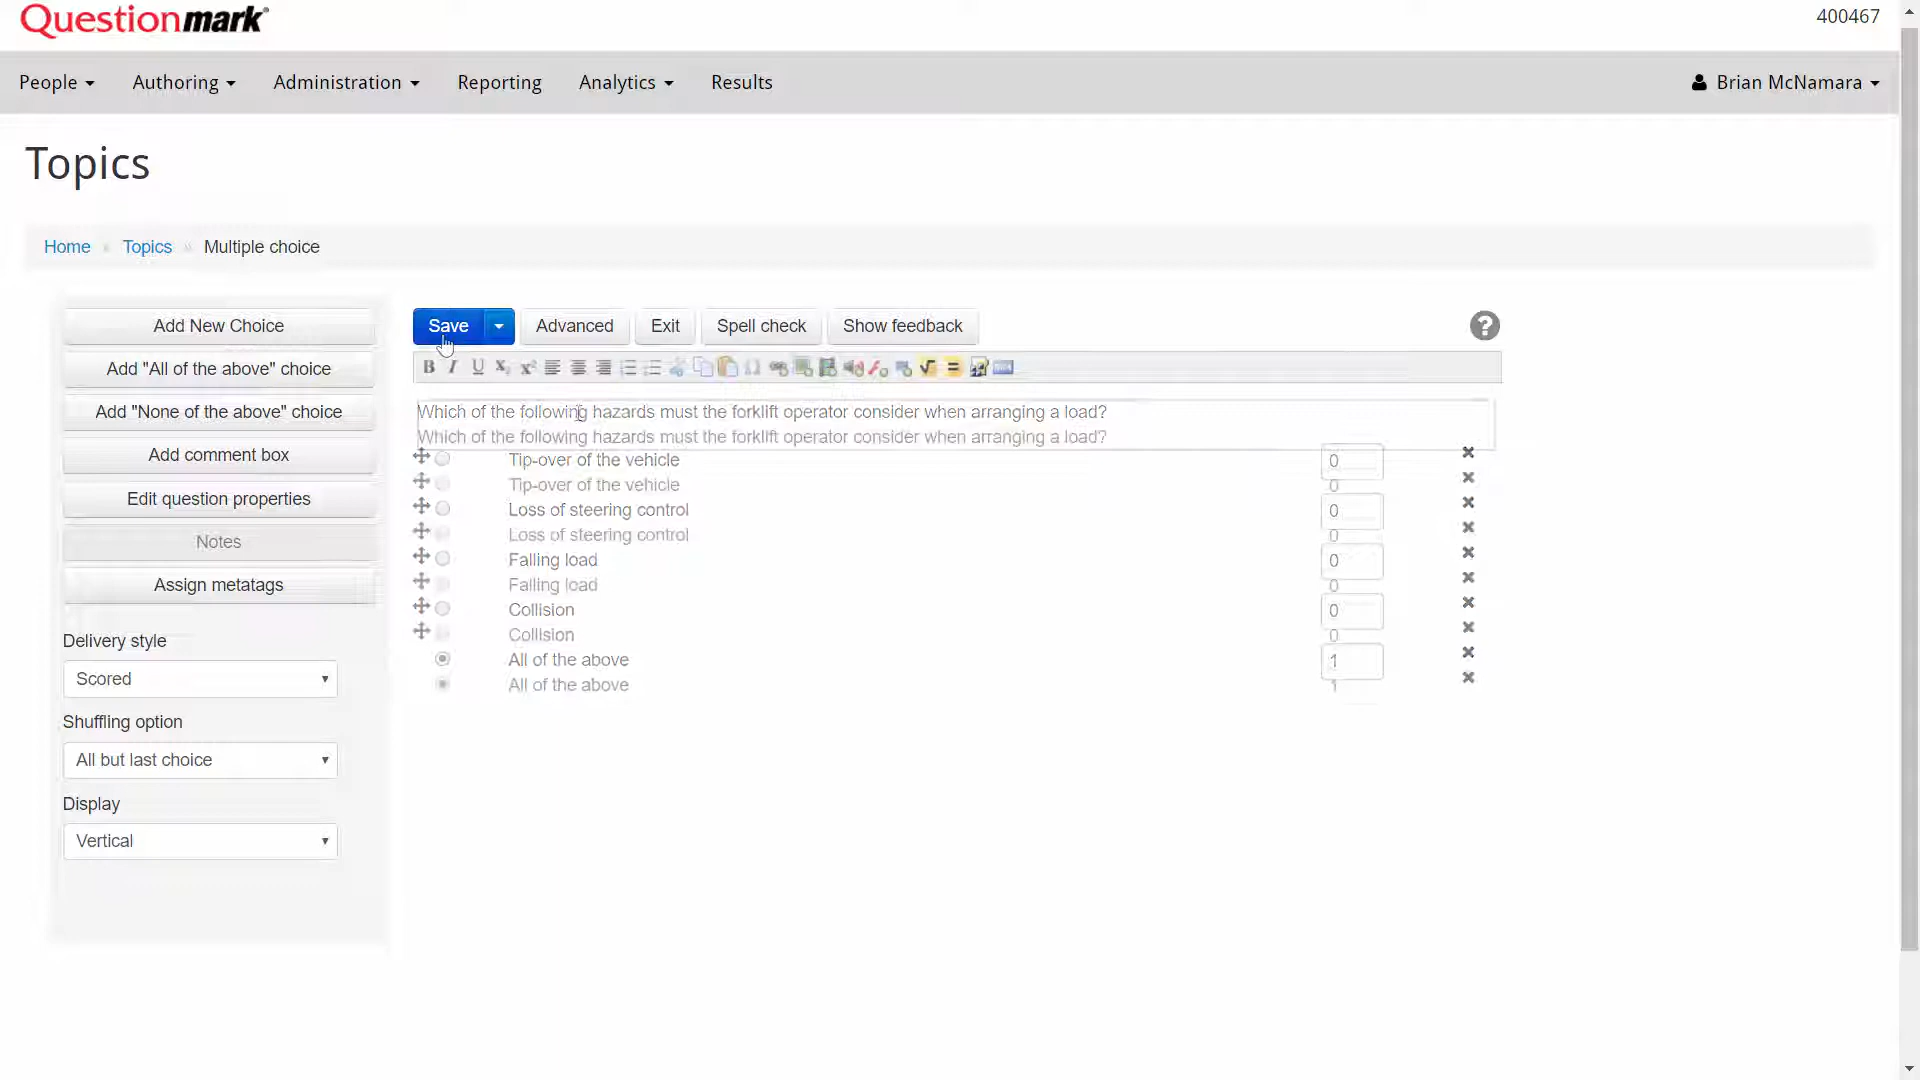 Questionmark
400467
People Authoring Administration Reporting Analytics Results Brian McNamara
Topics
Home » Topics » Multiple choice
Add New Choice
Add "All of the above" choice
Add "None of the above" choice
Add comment box
Edit question properties
Notes
Assign metatags
Delivery style
Scored
Shuffling option
All but last choice
Display
Vertical
Save Advanced Exit Spell check Show feedback ?
B I U X₂ X²
Which of the following hazards must the forklift operator consider when arranging a load?
Which of the following hazards must the forklift operator consider when arranging a load?
Tip-over of the vehicle 0
Tip-over of the vehicle 0
Loss of steering control 0
Loss of steering control 0
Falling load 0
Falling load 0
Collision 0
Collision 0
All of the above 1
All of the above 1